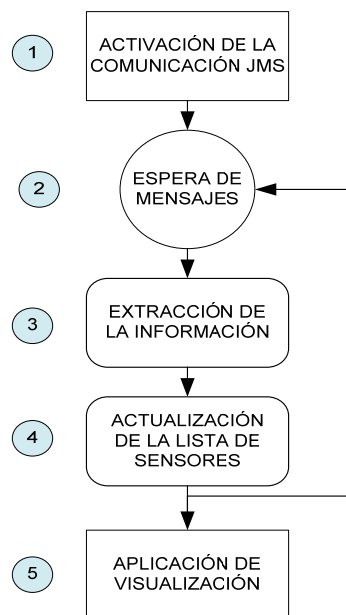 1
ACTIVACIÓN DE LA
COMUNICACIÓN JMS
2
ESPERA DE
MENSAJES
3
EXTRACCIÓN DE
LA INFORMACIÓN
4
ACTUALIZACIÓN
DE LA LISTA DE
SENSORES
5
APLICACIÓN DE
VISUALIZACIÓN